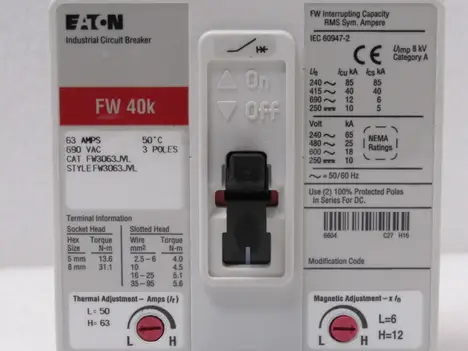 EATON
Industrial Circuit Breaker
FW 40k
63 AMPS 50°C
690 VAC 3 POLES
CAT FW3063JVL
STYLE FW3063JVL
Terminal Information
Socket Head Slotted Head
Hex Size Torque N-m Wire mm² Torque N-m
5 mm 13.6 2.5–6 4.0
8 mm 31.1 10 4.5
16–25 5.1
35–95 5.6
Thermal Adjustment – Amps (Ir)
L= 50
H= 63
L H
On
Off
FW Interrupting Capacity
RMS Sym. Ampere
IEC 60947-2
Uimp 8 kV
Category A
Ue Icu kA Ics kA
240 ~ 85 85
415 ~ 40 40
690 ~ 12 6
250 ⎓ 10 5
Volt kA
240 ~ 65
480 ~ 25
600 ~ 18
250 ⎓ 10
NEMA
Ratings
~ = 50/60 Hz
Use (2) 100% Protected Poles
In Series For DC.
6604 C27 H16
Modification Code
Magnetic Adjustment – x In
L=6
H=12
L H